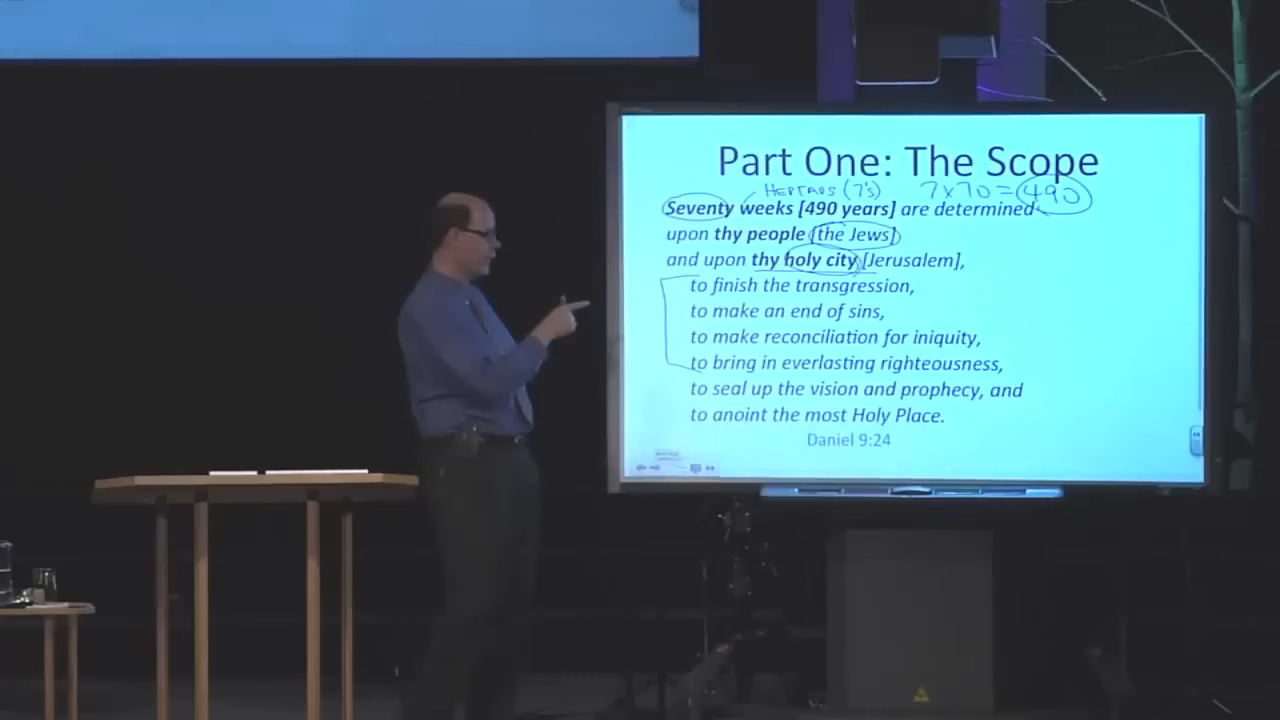 Part One: The Scope
HEPTADS (7's) 7x70=490
Seventy weeks [490 years] are determined
upon thy people [the Jews]
and upon thy holy city [Jerusalem],
to finish the transgression,
to make an end of sins,
to make reconciliation for iniquity,
to bring in everlasting righteousness,
to seal up the vision and prophecy, and
to anoint the most Holy Place.
Daniel 9:24